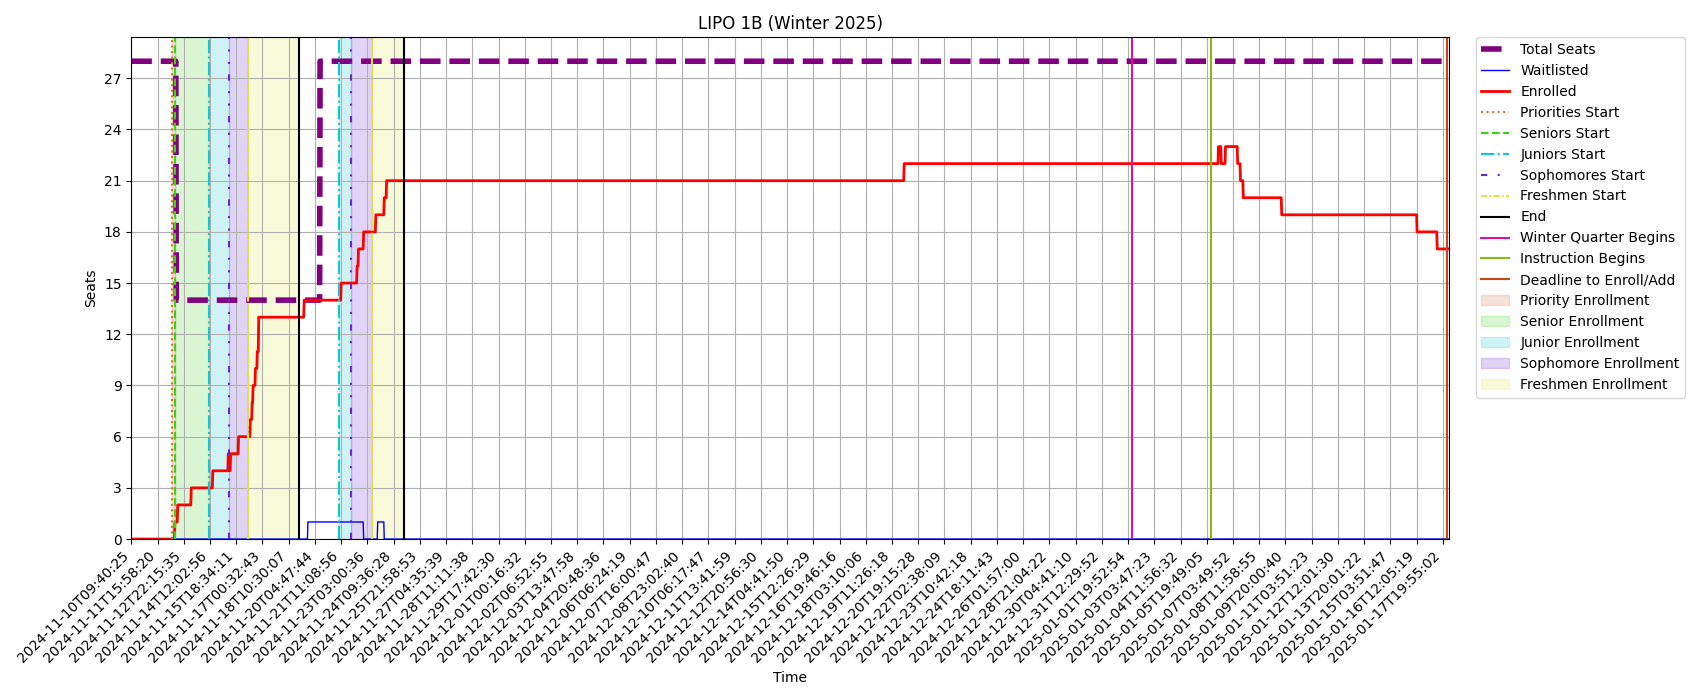 LIPO 1B (Winter 2025)
Seats
27
24
21
18
15
12
9
6
3
0
2024-11-10T09:40:25
2024-11-11T15:58:20
2024-11-12T22:15:35
2024-11-14T12:02:56
2024-11-15T18:34:11
2024-11-17T00:32:43
2024-11-18T10:30:07
2024-11-20T04:47:44
2024-11-21T11:08:56
2024-11-23T03:00:36
2024-11-24T09:36:28
2024-11-25T21:58:53
2024-11-27T04:35:39
2024-11-28T11:11:38
2024-11-29T17:42:30
2024-12-01T00:16:32
2024-12-02T06:52:55
2024-12-03T13:47:58
2024-12-04T20:48:36
2024-12-06T06:24:19
2024-12-07T16:00:47
2024-12-08T23:02:40
2024-12-10T06:17:47
2024-12-11T13:41:59
2024-12-12T20:56:30
2024-12-14T04:41:50
2024-12-15T12:26:29
2024-12-16T19:46:16
2024-12-18T03:10:06
2024-12-19T11:26:18
2024-12-20T19:15:28
2024-12-22T02:38:09
2024-12-23T10:42:18
2024-12-24T18:11:43
2024-12-26T01:57:00
2024-12-28T21:04:22
2024-12-30T04:41:10
2024-12-31T12:29:52
2025-01-01T19:52:54
2025-01-03T03:47:23
2025-01-04T11:56:32
2025-01-05T19:49:05
2025-01-07T03:49:52
2025-01-08T11:58:55
2025-01-09T20:00:40
2025-01-11T03:51:23
2025-01-12T12:01:30
2025-01-13T20:01:22
2025-01-15T03:51:47
2025-01-16T12:05:19
2025-01-17T19:55:02
Time
Total Seats
Waitlisted
Enrolled
Priorities Start
Seniors Start
Juniors Start
Sophomores Start
Freshmen Start
End
Winter Quarter Begins
Instruction Begins
Deadline to Enroll/Add
Priority Enrollment
Senior Enrollment
Junior Enrollment
Sophomore Enrollment
Freshmen Enrollment